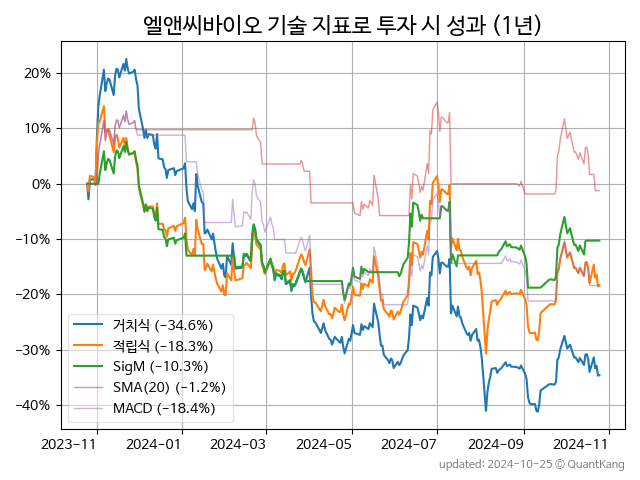 엘앤씨바이오 기술 지표로 투자 시 성과 (1년)
20%
10%
0%
−10%
−20%
−30%
−40%
거치식 (−34.6%)
적립식 (−18.3%)
SigM (−10.3%)
SMA(20) (−1.2%)
MACD (−18.4%)
2023-11 2024-01 2024-03 2024-05 2024-07 2024-09 2024-11
updated: 2024-10-25 © QuantKang